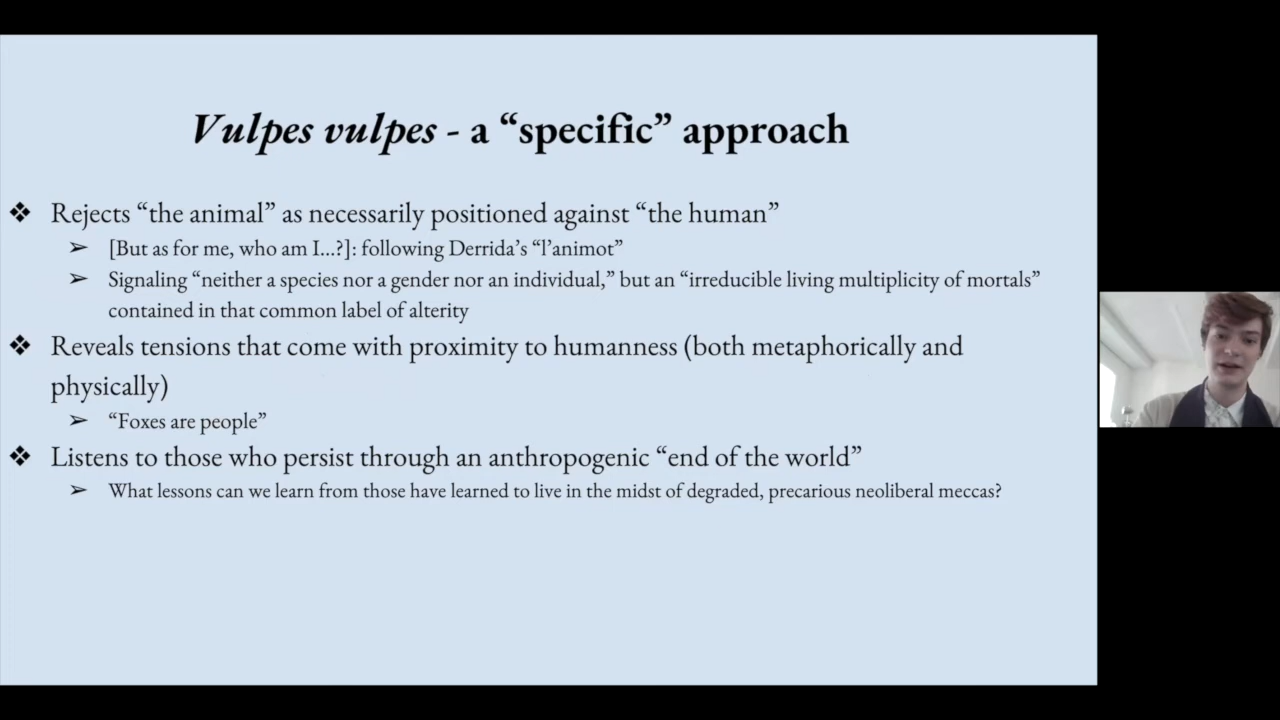 Vulpes vulpes - a “specific” approach
❖ Rejects “the animal” as necessarily positioned against “the human”
➢ [But as for me, who am I...?]: following Derrida’s “l’animot”
➢ Signaling “neither a species nor a gender nor an individual,” but an “irreducible living multiplicity of mortals”
contained in that common label of alterity
❖ Reveals tensions that come with proximity to humanness (both metaphorically and
physically)
➢ “Foxes are people”
❖ Listens to those who persist through an anthropogenic “end of the world”
➢ What lessons can we learn from those have learned to live in the midst of degraded, precarious neoliberal meccas?